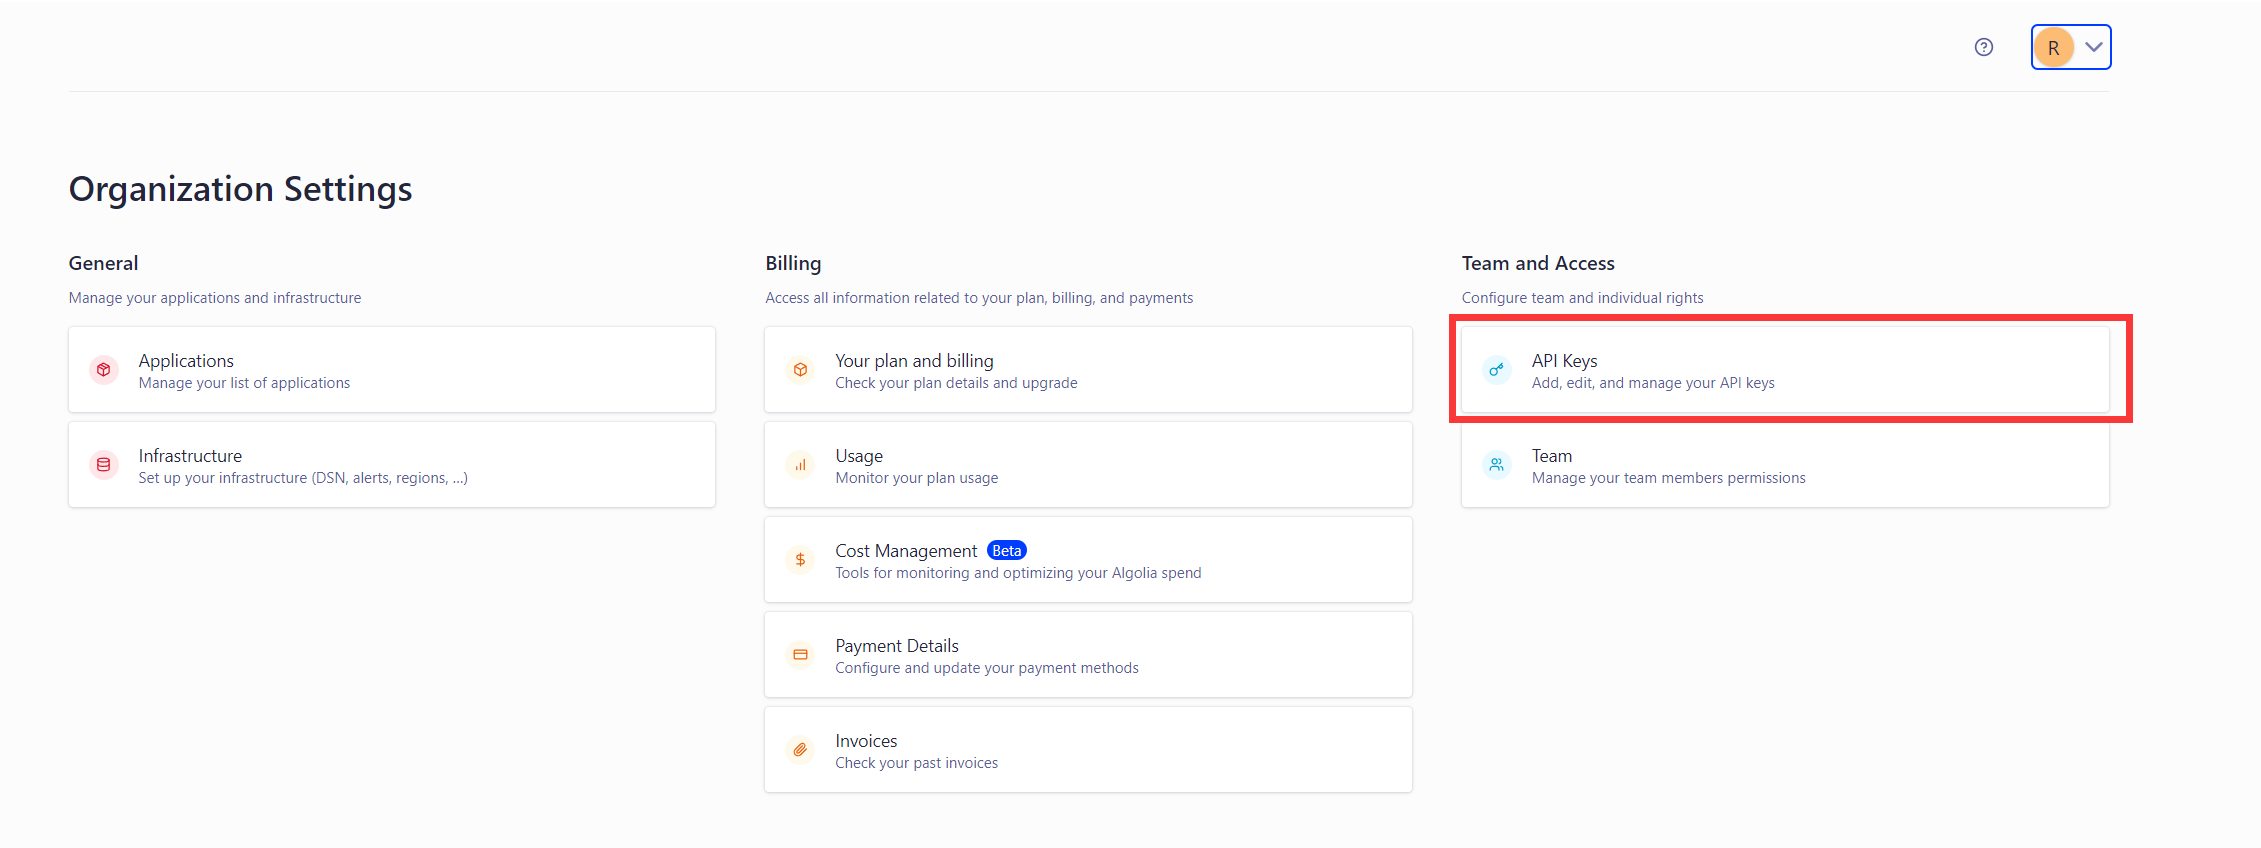 R
Organization Settings
General
Manage your applications and infrastructure
Applications
Manage your list of applications
Infrastructure
Set up your infrastructure (DSN, alerts, regions, ...)
Billing
Access all information related to your plan, billing, and payments
Your plan and billing
Check your plan details and upgrade
Usage
Monitor your plan usage
Cost Management Beta
Tools for monitoring and optimizing your Algolia spend
Payment Details
Configure and update your payment methods
Invoices
Check your past invoices
Team and Access
Configure team and individual rights
API Keys
Add, edit, and manage your API keys
Team
Manage your team members permissions